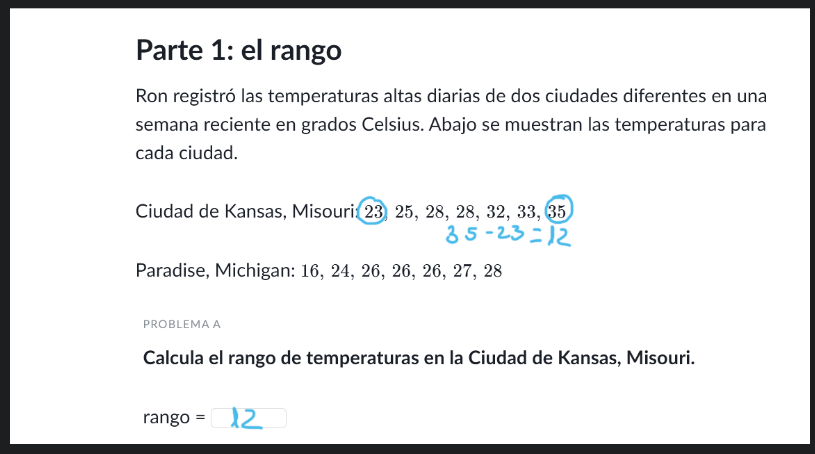 Parte 1: el rango
Ron registró las temperaturas altas diarias de dos ciudades diferentes en una
semana reciente en grados Celsius. Abajo se muestran las temperaturas para
cada ciudad.
Ciudad de Kansas, Misouri: 23, 25, 28, 28, 32, 33, 35
35-23=12
Paradise, Michigan: 16, 24, 26, 26, 26, 27, 28
PROBLEMA A
Calcula el rango de temperaturas en la Ciudad de Kansas, Misouri.
rango = 12